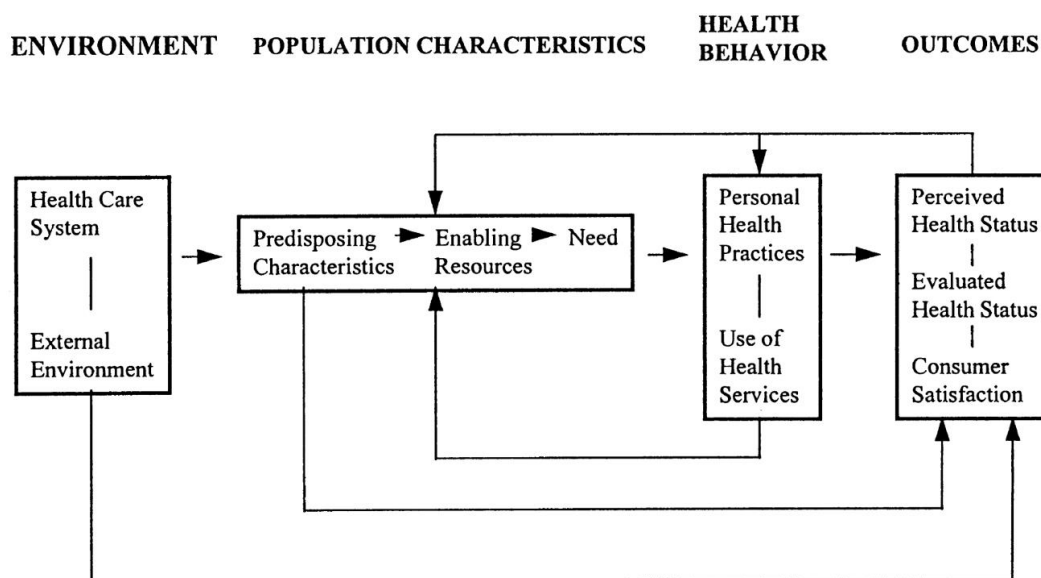 ENVIRONMENT
POPULATION CHARACTERISTICS
HEALTH
BEHAVIOR
OUTCOMES
Health Care
System
External
Environment
Predisposing
Characteristics
Enabling
Resources
Need
Personal
Health
Practices
Use of
Health
Services
Perceived
Health Status
Evaluated
Health Status
Consumer
Satisfaction